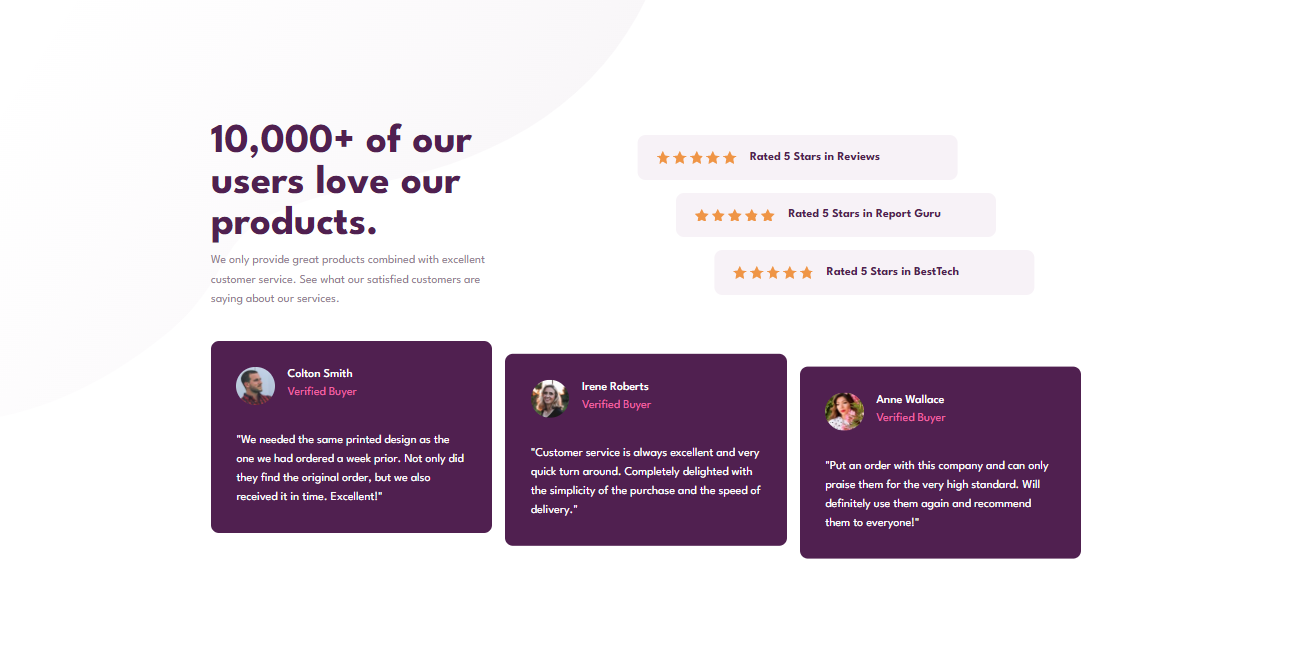 10,000+ of our
users love our
products.
We only provide great products combined with excellent
customer service. See what our satisfied customers are
saying about our services.
Rated 5 Stars in Reviews
Rated 5 Stars in Report Guru
Rated 5 Stars in BestTech
Colton Smith
Verified Buyer
"We needed the same printed design as the
one we had ordered a week prior. Not only did
they find the original order, but we also
received it in time. Excellent!"
Irene Roberts
Verified Buyer
"Customer service is always excellent and very
quick turn around. Completely delighted with
the simplicity of the purchase and the speed of
delivery."
Anne Wallace
Verified Buyer
"Put an order with this company and can only
praise them for the very high standard. Will
definitely use them again and recommend
them to everyone!"